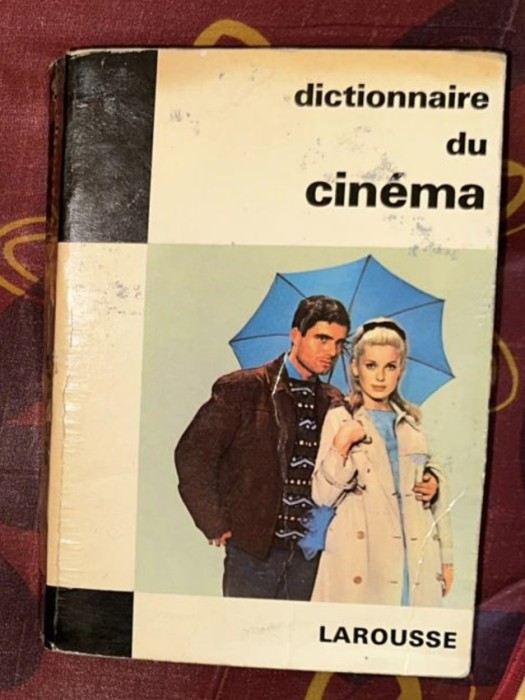 dictionnaire
du
cinéma
LAROUSSE